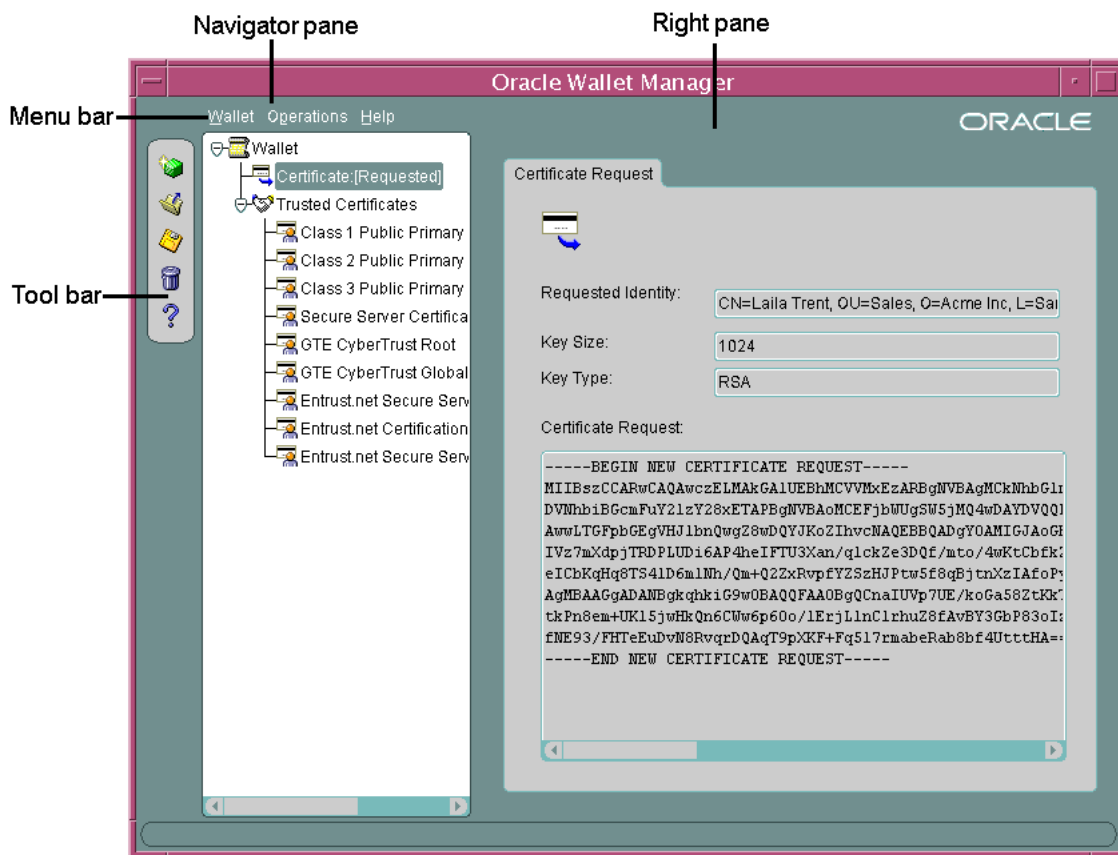 Navigator pane
Right pane
Oracle Wallet Manager
Menu bar
Wallet Operations Help
ORACLE
Wallet
Certificate:[Requested]
Trusted Certificates
Class 1 Public Primary
Class 2 Public Primary
Class 3 Public Primary
Secure Server Certifica
GTE CyberTrust Root
GTE CyberTrust Global
Entrust.net Secure Serv
Entrust.net Certification
Entrust.net Secure Serv
Tool bar
Certificate Request
Requested Identity:
CN=Laila Trent, OU=Sales, O=Acme Inc, L=Sa
Key Size:
1024
Key Type:
RSA
Certificate Request:
-----BEGIN NEW CERTIFICATE REQUEST-----
MIIBszCCARwCAQAwczELMAkGA1UEBhMCVVMxEzARBgNVBAgMCkNhbGl
DVNhbiBGcmFuY2lzY28xETAPBgNVBAoMCEFjbWUgSW5jMQ4wDAYDVQQ
AwwLTGFpbGEgVHJlbnQwgZ8wDQYJKoZIhvcNAQEBBQADgYOAMIGJAoG
IVz7mXdpjTRDPLUDi6AP4heIFTU3Xan/qlckZe3DQf/mto/4wKtCbfk
eICbKqHq8TS4lD6mlNh/Qm+Q2ZxRvpfYZSzHJPtw5f8qBjtnXzIAfoP
AgMBAAGgADANBgkqhkiG9w0BAQQFAAOBgQCnaIUVp7UE/koGa58ZtKk
tkPn8em+UKl5jwHkQn6CWw6p6Oo/lErjLlnClrhuZ8fAvBY3GbP83oI
fNE93/FHTeEuDvN8RvqrDQAqT9pXKF+Fq5l7rmabeRab8bf4UtttHA==
-----END NEW CERTIFICATE REQUEST-----